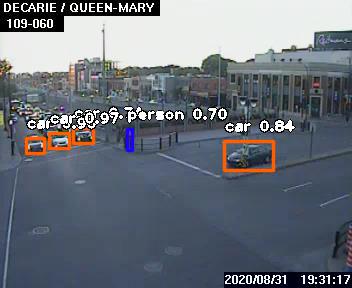 DECARIE / QUEEN-MARY
109-060
person 0.70
car 0.84
2020/08/31 19:31:17